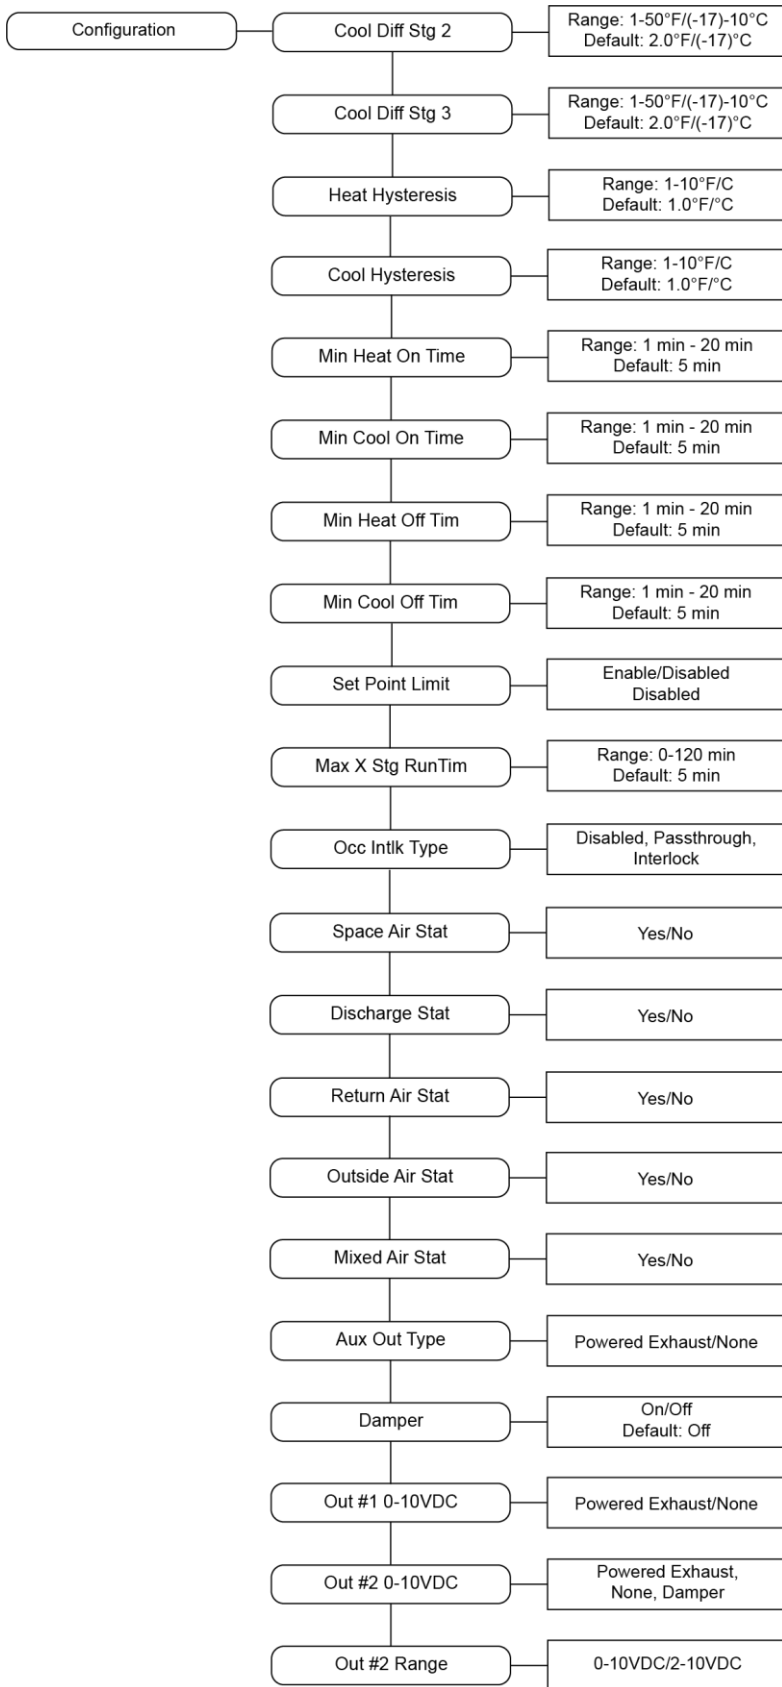 Configuration
Cool Diff Stg 2
Range: 1-50°F/(-17)-10°C
Default: 2.0°F/(-17)°C
Cool Diff Stg 3
Range: 1-50°F/(-17)-10°C
Default: 2.0°F/(-17)°C
Heat Hysteresis
Range: 1-10°F/C
Default: 1.0°F/°C
Cool Hysteresis
Range: 1-10°F/C
Default: 1.0°F/°C
Min Heat On Time
Range: 1 min - 20 min
Default: 5 min
Min Cool On Time
Range: 1 min - 20 min
Default: 5 min
Min Heat Off Tim
Range: 1 min - 20 min
Default: 5 min
Min Cool Off Tim
Range: 1 min - 20 min
Default: 5 min
Set Point Limit
Enable/Disabled
Disabled
Max X Stg RunTim
Range: 0-120 min
Default: 5 min
Occ Intlk Type
Disabled, Passthrough,
Interlock
Space Air Stat
Yes/No
Discharge Stat
Yes/No
Return Air Stat
Yes/No
Outside Air Stat
Yes/No
Mixed Air Stat
Yes/No
Aux Out Type
Powered Exhaust/None
Damper
On/Off
Default: Off
Out #1 0-10VDC
Powered Exhaust/None
Out #2 0-10VDC
Powered Exhaust,
None, Damper
Out #2 Range
0-10VDC/2-10VDC